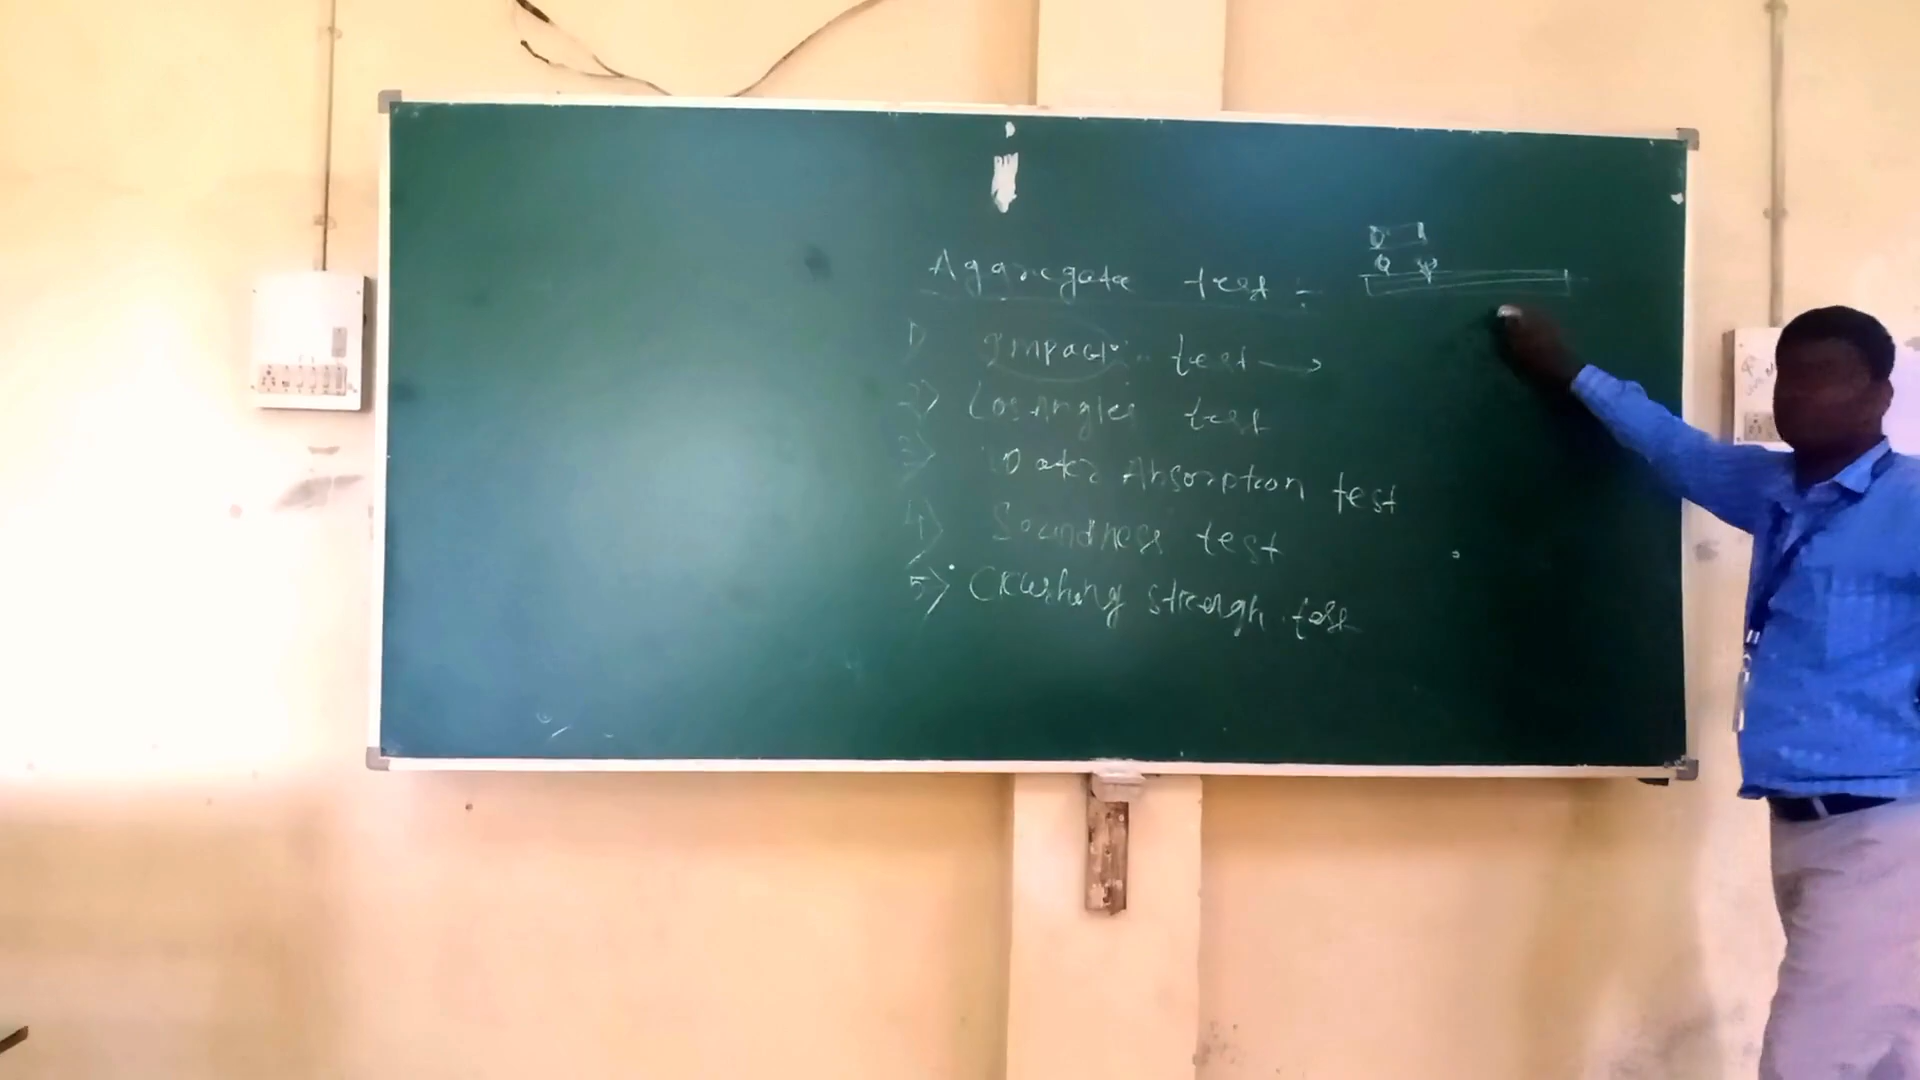 Aggregate test :-
1) Impact test →
2) Los Angles test
3) Water Absorption test
4) Soundness test
5) Crushing strength test